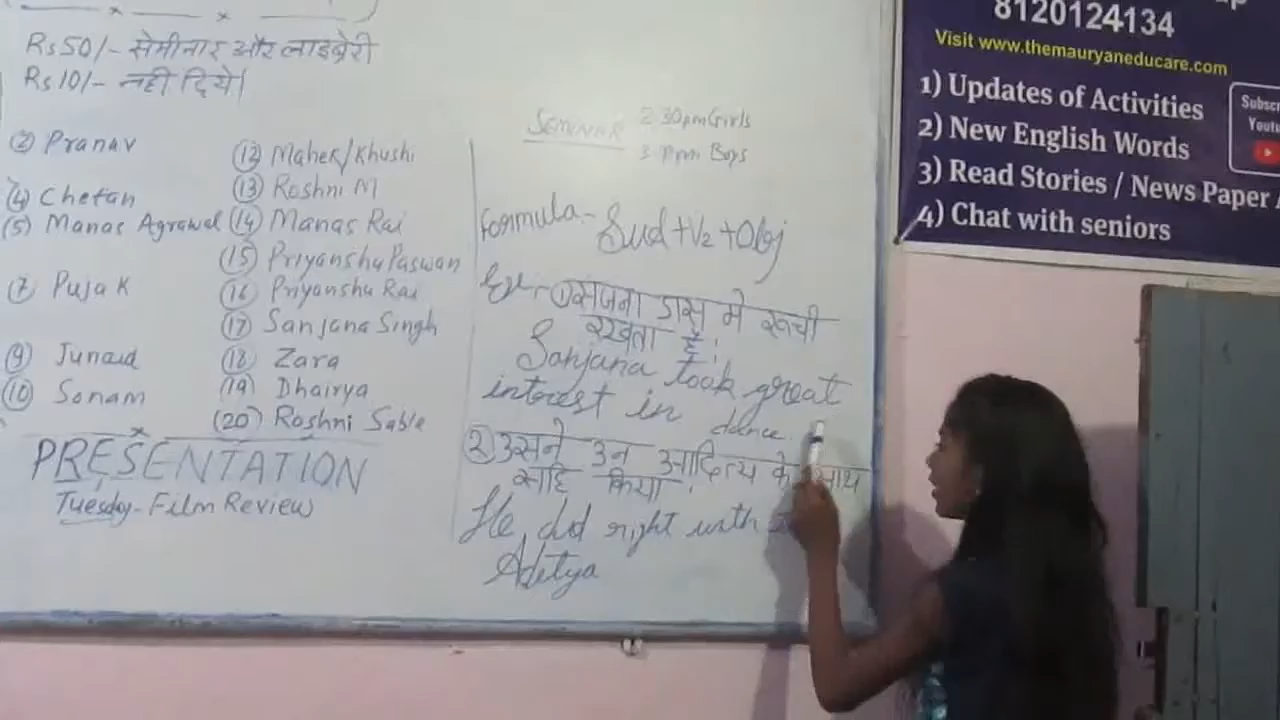 Rs 50/- सेमीनार और लाइब्रेरी
Rs 10/- नही दिये।
② Pranav
④ Chetan
⑤ Manas Agrawal
⑦ Puja K
⑨ Junaid
⑩ Sonam
⑫ Mahek/Khushi
⑬ Roshni M
⑭ Manas Rai
⑮ Priyanshu Paswan
⑯ Priyanshu Rai
⑰ Sanjana Singh
⑱ Zara
⑲ Dhairya
(20) Roshni Sable
PRESENTATION
Tuesday - Film Review
SEMINAR 2:30pm Girls
Boys
Formula - Sud + V2 + Obj
Ex:- ① सजना डास मे रूची
रखता है।
Sanjana took great
interest in dance.
② उसने उन आदित्य के साथ
सहि किया।
He did right with
Aditya
8120124134
Visit www.themauryaneducare.com
1) Updates of Activities
2) New English Words
3) Read Stories / News Paper
4) Chat with seniors